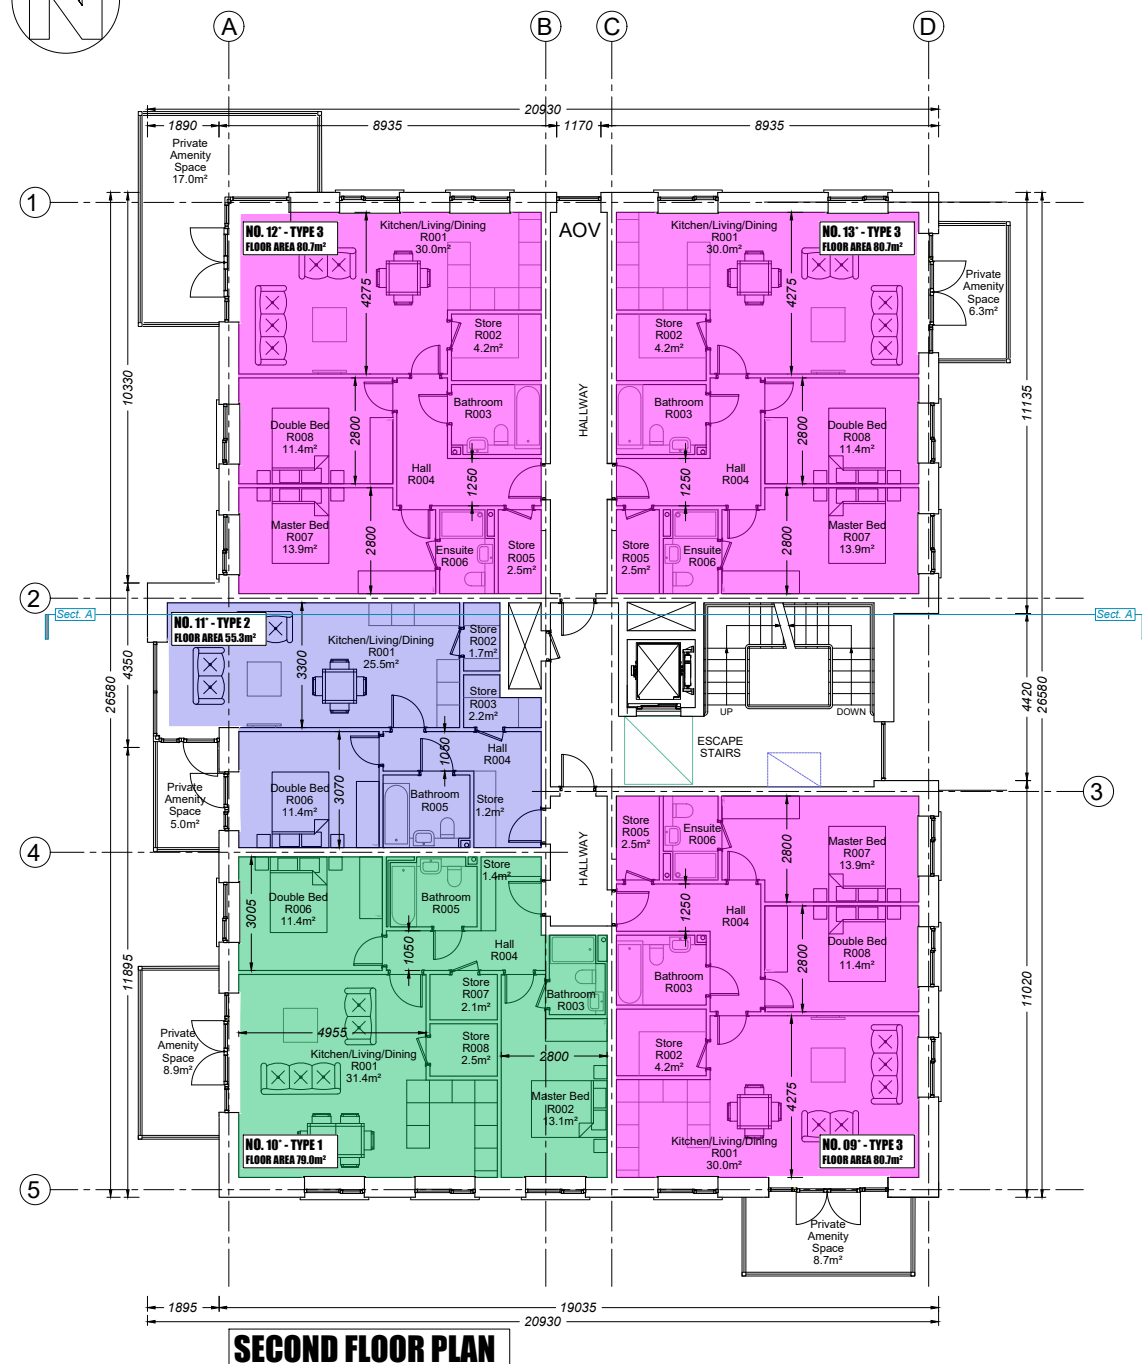 N
A
B
C
D
20930
1890
8935
1170
8935
Private
Amenity
Space
17.0m²
1
NO. 12* - TYPE 3
FLOOR AREA 80.7m²
Kitchen/Living/Dining
R001
30.0m²
AOV
Kitchen/Living/Dining
R001
30.0m²
NO. 13* - TYPE 3
FLOOR AREA 80.7m²
Private
Amenity
Space
6.3m²
4275
4275
Store
R002
4.2m²
Store
R002
4.2m²
10330
11135
HALLWAY
Bathroom
R003
Bathroom
R003
Double Bed
R008
11.4m²
2800
2800
Double Bed
R008
11.4m²
Hall
R004
1250
1250
Hall
R004
Master Bed
R007
13.9m²
2800
Ensuite
R006
Store
R005
2.5m²
Store
R005
2.5m²
Ensuite
R006
2800
Master Bed
R007
13.9m²
2
Sect. A
Sect. A
NO. 11* - TYPE 2
FLOOR AREA 55.3m²
Kitchen/Living/Dining
R001
25.5m²
3300
Store
R002
1.7m²
Store
R003
2.2m²
26580
4350
4420
26580
UP
DOWN
ESCAPE
STAIRS
Hall
R004
1050
3070
Double Bed
R006
11.4m²
Bathroom
R005
Store
1.2m²
Private
Amenity
Space
5.0m²
3
4
HALLWAY
Store
1.4m²
Double Bed
R006
11.4m²
3005
Bathroom
R005
1050
Hall
R004
Store
R005
2.5m²
Ensuite
R006
2800
Master Bed
R007
13.9m²
1250
Hall
R004
Double Bed
R008
11.4m²
2800
Bathroom
R003
Bathroom
R003
11895
11020
Store
R007
2.1m²
Private
Amenity
Space
8.9m²
4955
Kitchen/Living/Dining
R001
31.4m²
Store
R008
2.5m²
2800
Store
R002
4.2m²
Master Bed
R002
13.1m²
4275
Kitchen/Living/Dining
R001
30.0m²
NO. 10* - TYPE 1
FLOOR AREA 79.0m²
NO. 09* - TYPE 3
FLOOR AREA 80.7m²
5
Private
Amenity
Space
8.7m²
1895
19035
20930
SECOND FLOOR PLAN